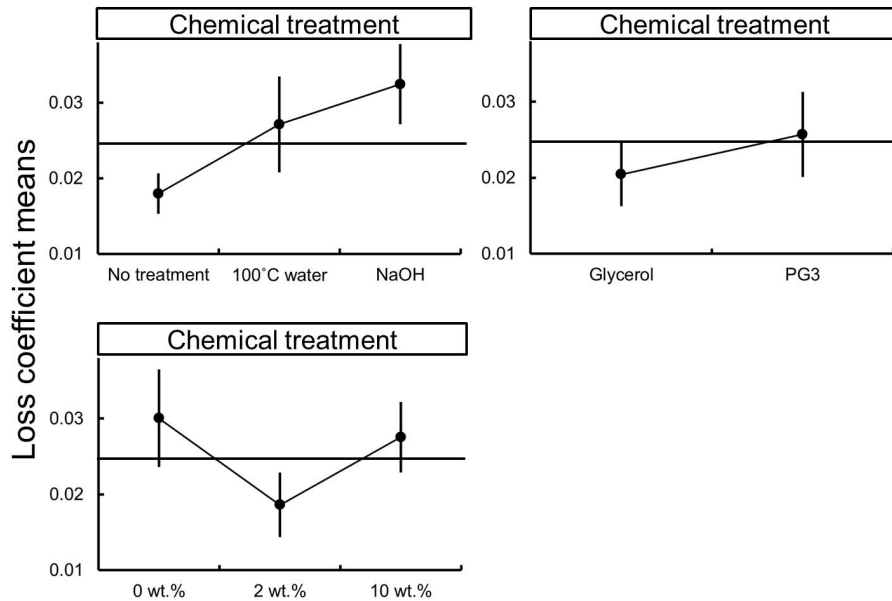 Chemical treatment
0.03
0.02
0.01
No treatment 100˚C water NaOH
Chemical treatment
0.03
0.02
0.01
Glycerol PG3
Loss coefficient means
Chemical treatment
0.03
0.02
0.01
0 wt.% 2 wt.% 10 wt.%